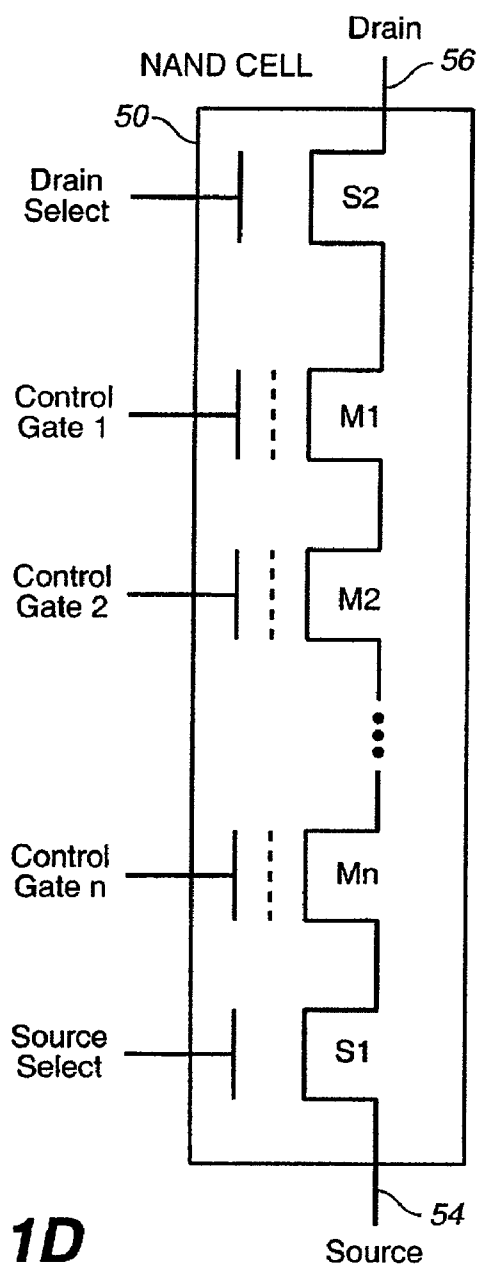 Drain
NAND CELL
56
50
Drain
Select
S2
Control
Gate 1
M1
Control
Gate 2
M2
Control
Gate n
Mn
Source
Select
S1
54
1D
Source